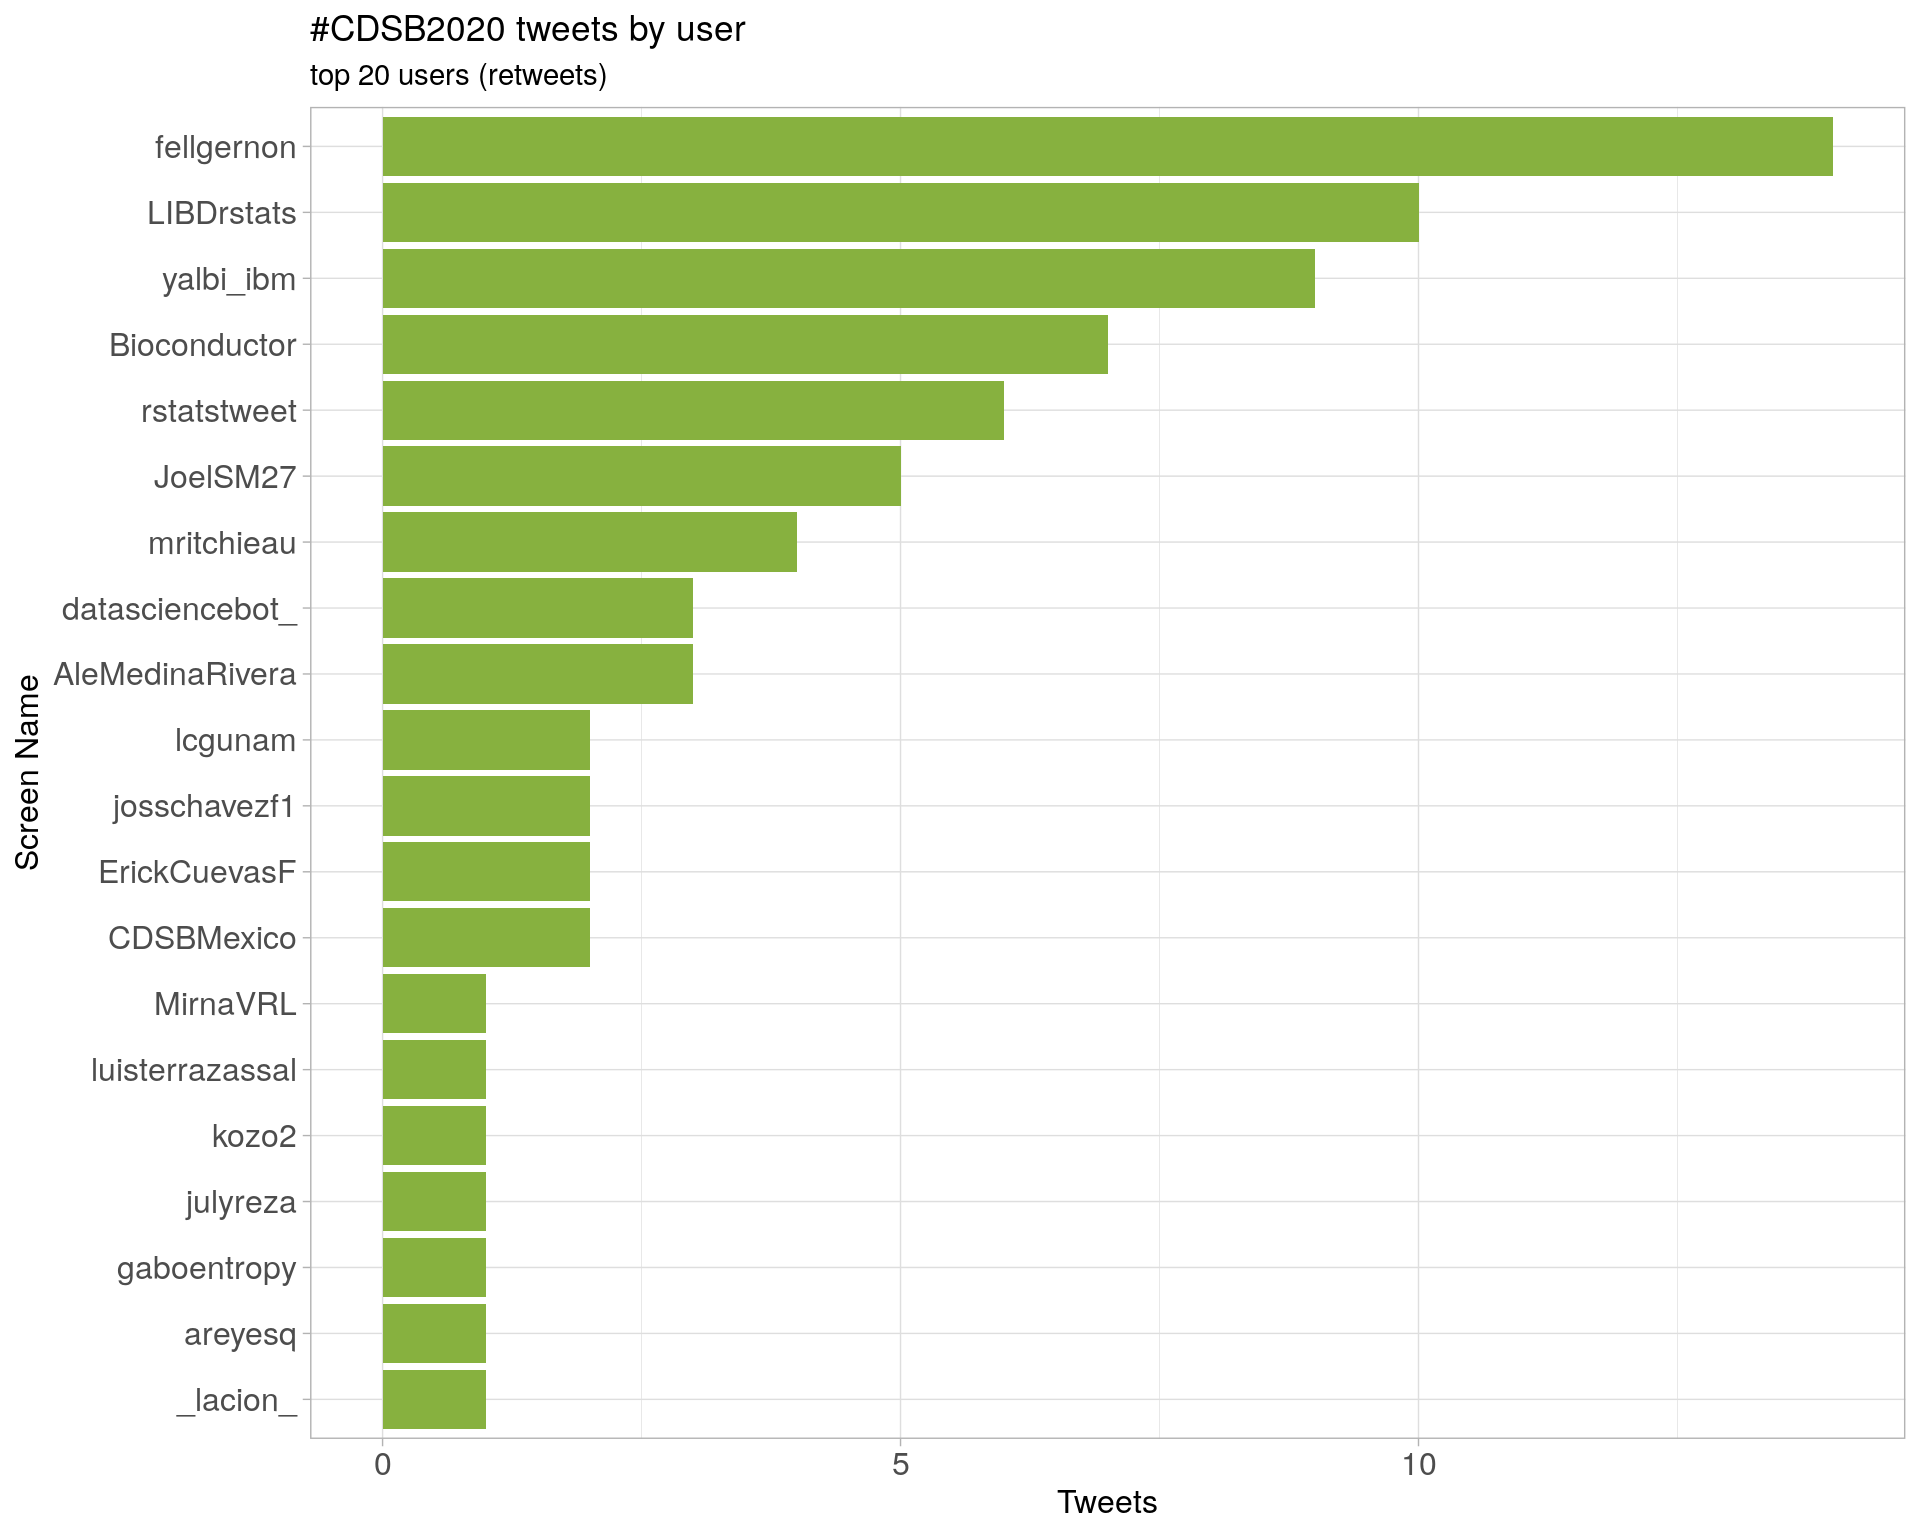 #CDSB2020 tweets by user
top 20 users (retweets)
fellgernon
LIBDrstats
yalbi_ibm
Bioconductor
rstatstweet
JoelSM27
mritchieau
datasciencebot_
AleMedinaRivera
lcgunam
josschavezf1
ErickCuevasF
CDSBMexico
MirnaVRL
luisterrazassal
kozo2
julyreza
gaboentropy
areyesq
_lacion_
Screen Name
0 5 10
Tweets